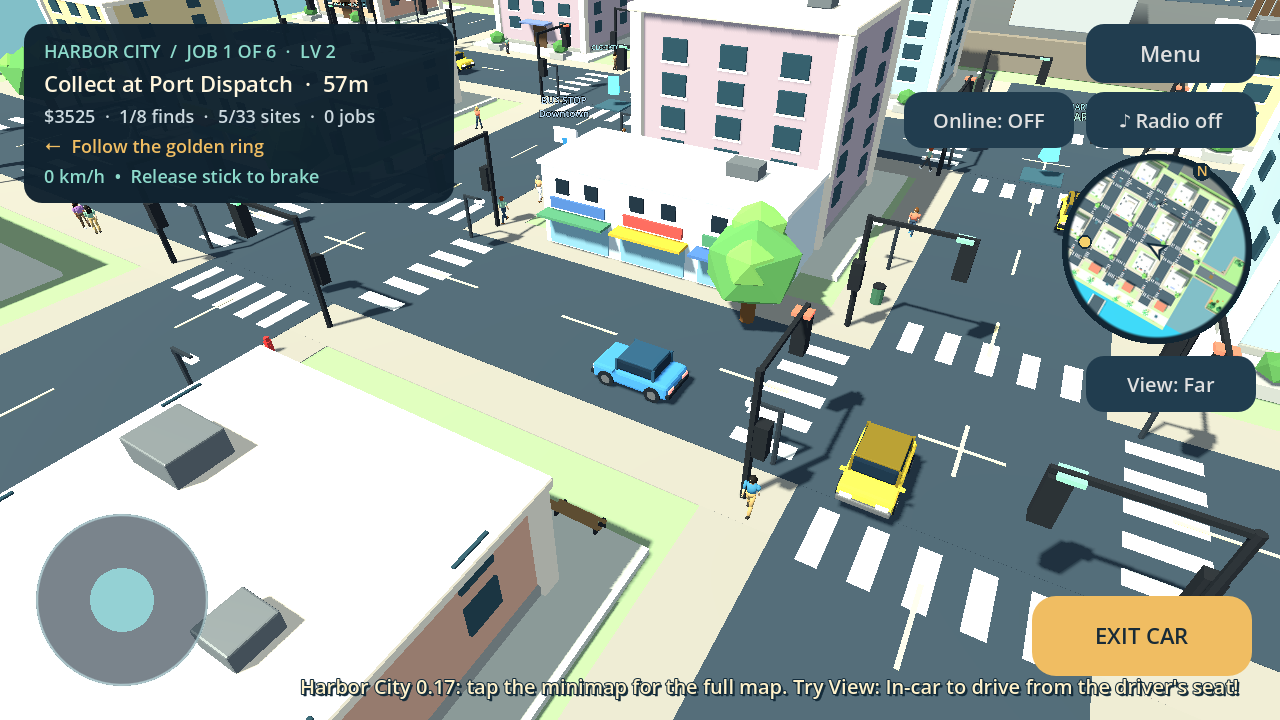 HARBOR CITY / JOB 1 OF 6 · LV 2
Collect at Port Dispatch · 57m
$3525 · 1/8 finds · 5/33 sites · 0 jobs
← Follow the golden ring
0 km/h • Release stick to brake
Menu
Online: OFF
♪ Radio off
N
View: Far
BUS STOP
Downtown
EXIT CAR
Harbor City 0.17: tap the minimap for the full map. Try View: In-car to drive from the driver's seat!